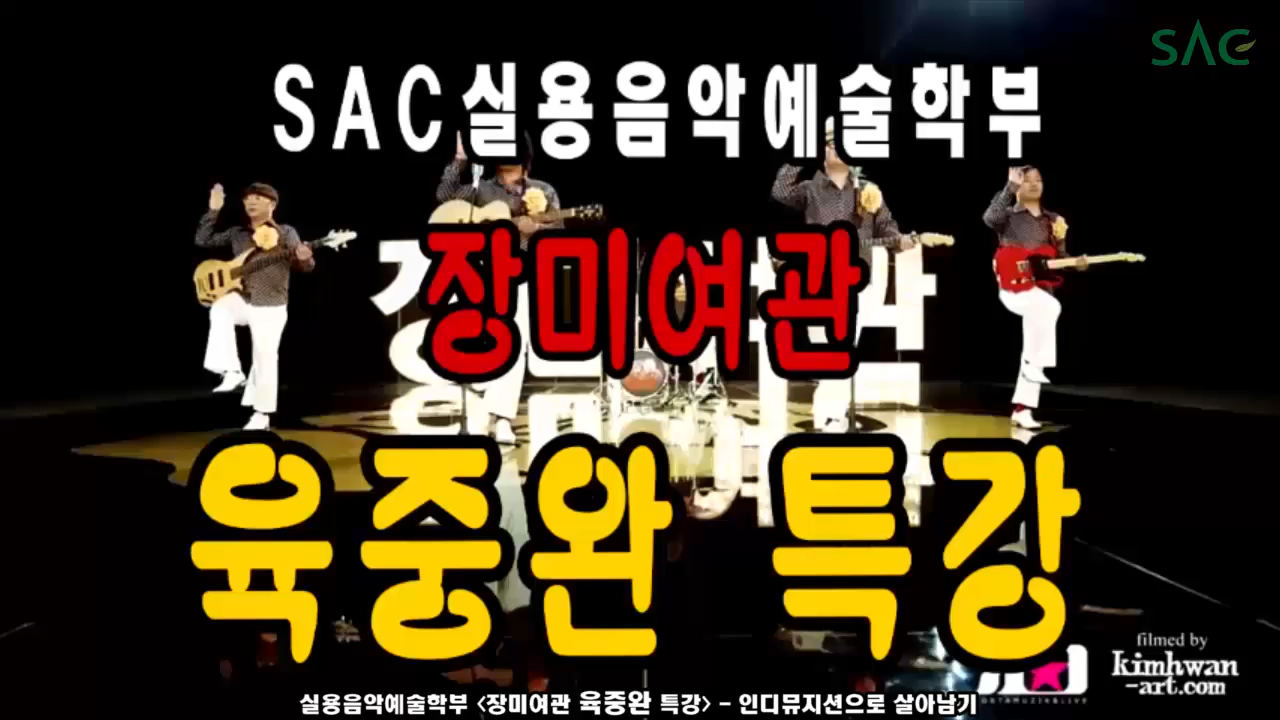 SAC
SAC실용음악예술학부
장미여관
육중완 특강
filmed by
kimhwan
-art.com
실용음악예술학부 <장미여관 육중완 특강> - 인디뮤지션으로 살아남기